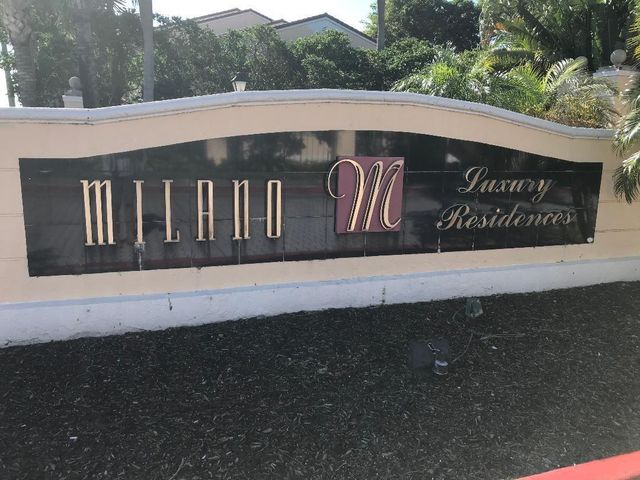 MILANO
M
Luxury
Residences